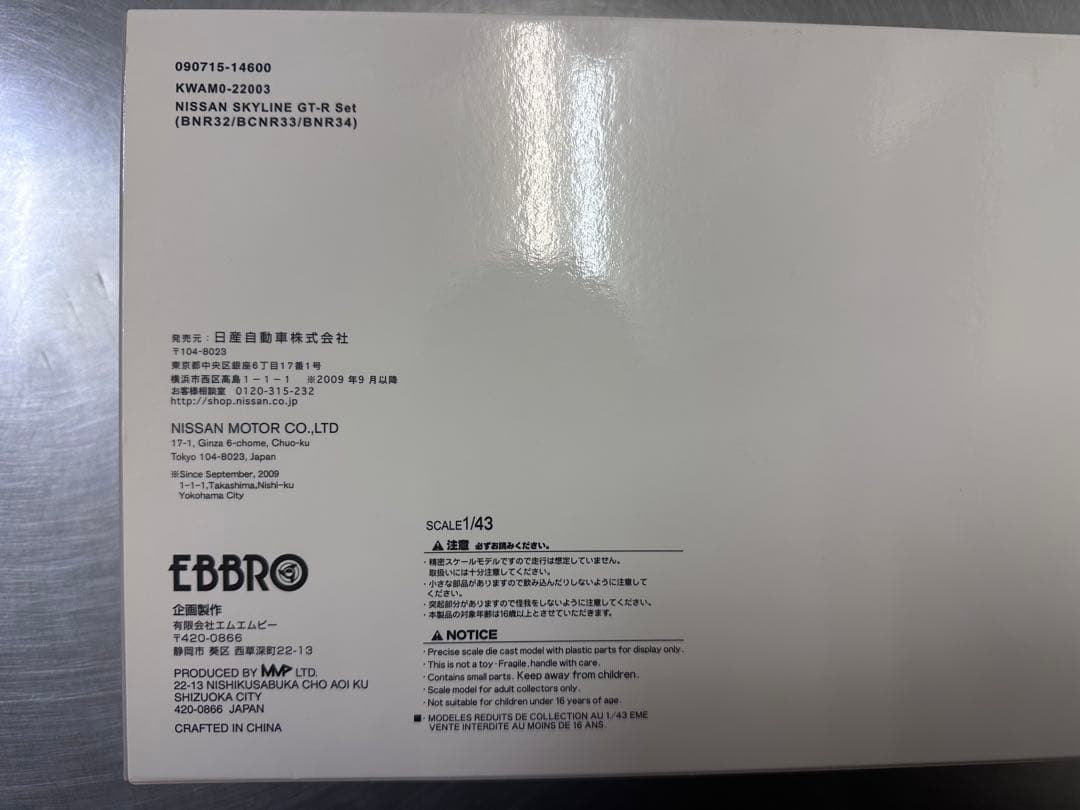 090715-14600
KWAM0-22003
NISSAN SKYLINE GT-R Set
(BNR32/BCNR33/BNR34)
発売元：日産自動車株式会社
〒104-8023
東京都中央区銀座6丁目17番1号
横浜市西区高島1-1-1 ※2009 年9 月以降
お客様相談室 0120-315-232
http://shop.nissan.co.jp
NISSAN MOTOR CO.,LTD
17-1, Ginza 6-chome, Chuo-ku
Tokyo 104-8023, Japan
※Since September, 2009
1-1-1,Takashima,Nishi-ku
Yokohama City
EBBRO
企画製作
有限会社エムエムピー
〒420-0866
静岡市 葵区 西草深町22-13
PRODUCED BY MMP LTD.
22-13 NISHIKUSABUKA CHO AOI KU
SHIZUOKA CITY
420-0866 JAPAN
CRAFTED IN CHINA
SCALE1/43
注意 必ずお読みください。
・精密スケールモデルですので走行は想定していません。
取扱いには十分注意してください。
・小さな部品がありますので飲み込んだりしないように注意して
ください。
・突起部分がありますので怪我をしないように注意してください。
・本製品の対象年齢は16歳以上とさせていただきます。
NOTICE
・Precise scale die cast model with plastic parts for display only.
・This is not a toy・Fragile, handle with care.
・Contains small parts. Keep away from children.
・Scale model for adult collectors only.
・Not suitable for children under 16 years of age.
■・MODELES REDUITS DE COLLECTION AU 1/43 EME
VENTE INTERDITE AU MOINS DE 16 ANS.